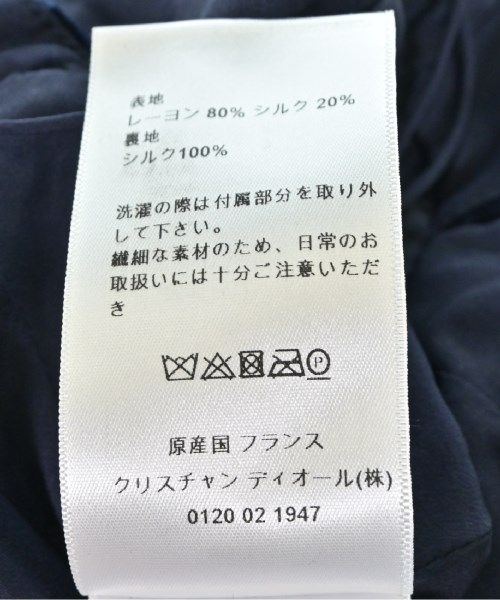 表地
レーヨン 80% シルク 20%
裏地
シルク100%
洗濯の際は付属部分を取り外
して下さい。
繊細な素材のため、日常のお
取扱いには十分ご注意いただ
き
P
原産国 フランス
クリスチャン ディオール(株)
0120 02 1947